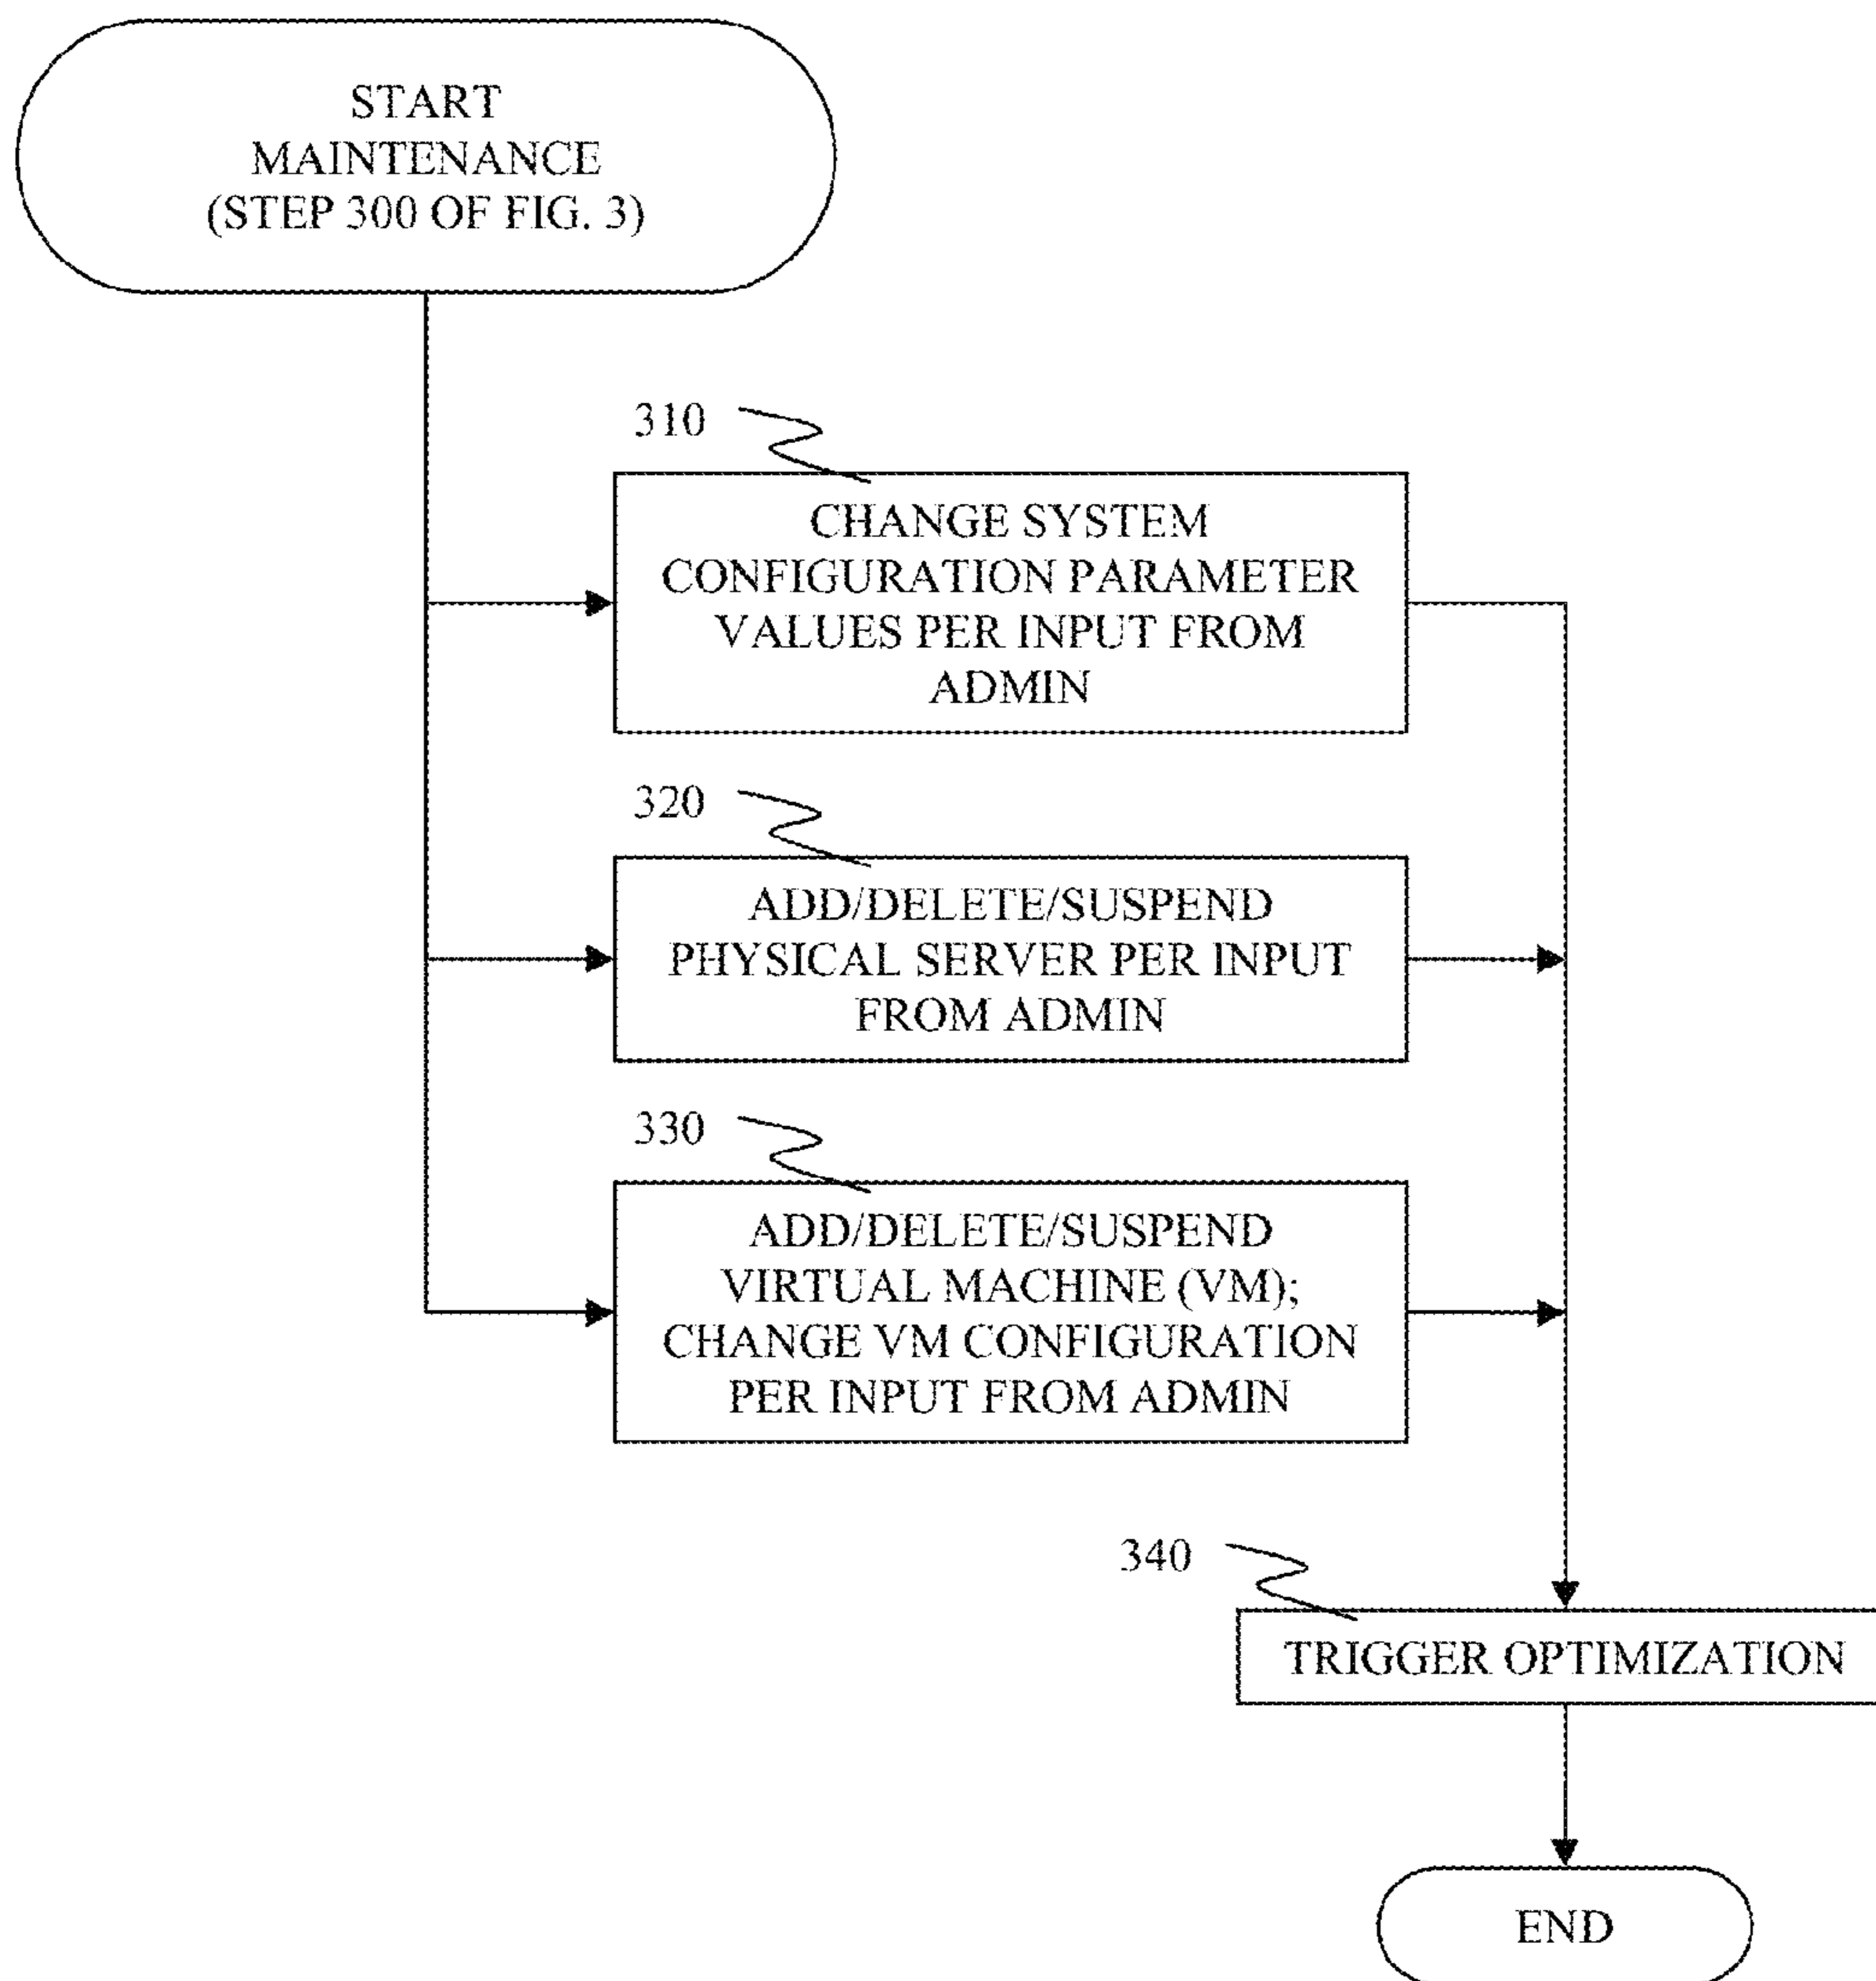 START
MAINTENANCE
(STEP 300 OF FIG. 3)
310
CHANGE SYSTEM
CONFIGURATION PARAMETER
VALUES PER INPUT FROM
ADMIN
320
ADD/DELETE/SUSPEND
PHYSICAL SERVER PER INPUT
FROM ADMIN
330
ADD/DELETE/SUSPEND
VIRTUAL MACHINE (VM);
CHANGE VM CONFIGURATION
PER INPUT FROM ADMIN
340
TRIGGER OPTIMIZATION
END